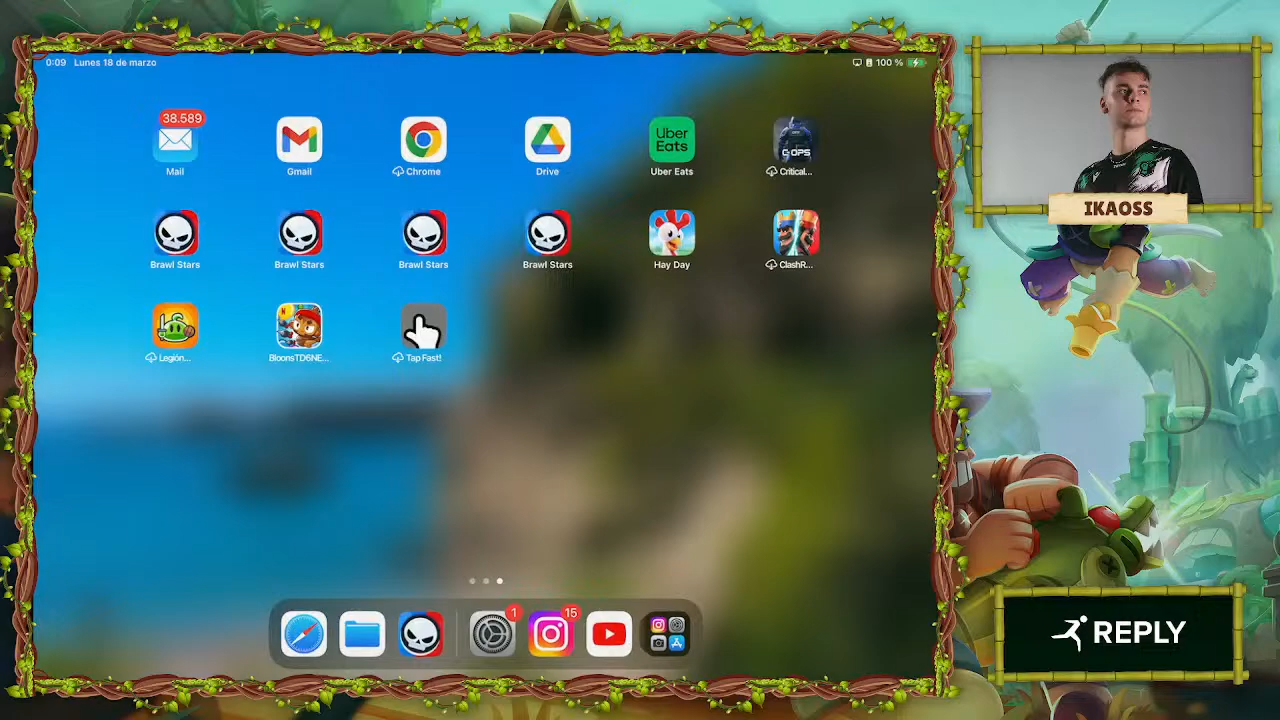 0:09 Lunes 18 de marzo
100 %
38.589
Uber
Eats
C-OPS
Mail
Gmail
Chrome
Drive
Uber Eats
Critical...
Brawl Stars
Brawl Stars
Brawl Stars
Brawl Stars
Hay Day
ClashR...
Legión...
BloonsTD6NE...
Tap Fast!
1
15
IKAOSS
REPLY